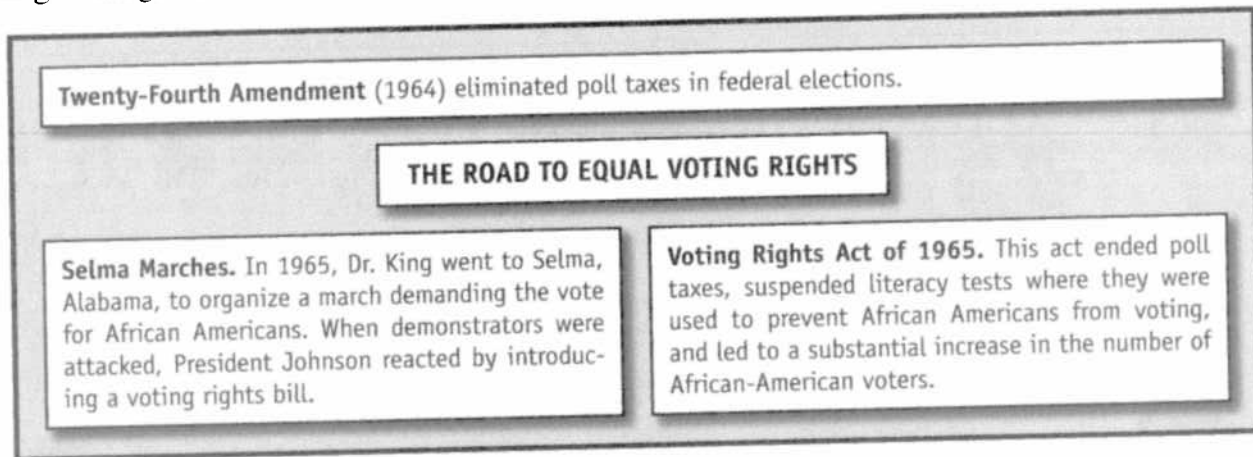 Twenty-Fourth Amendment (1964) eliminated poll taxes in federal elections.
THE ROAD TO EQUAL VOTING RIGHTS
Selma Marches. In 1965, Dr. King went to Selma,
Alabama, to organize a march demanding the vote
for African Americans. When demonstrators were
attacked, President Johnson reacted by introduc-
ing a voting rights bill.
Voting Rights Act of 1965. This act ended poll
taxes, suspended literacy tests where they were
used to prevent African Americans from voting,
and led to a substantial increase in the number of
African-American voters.